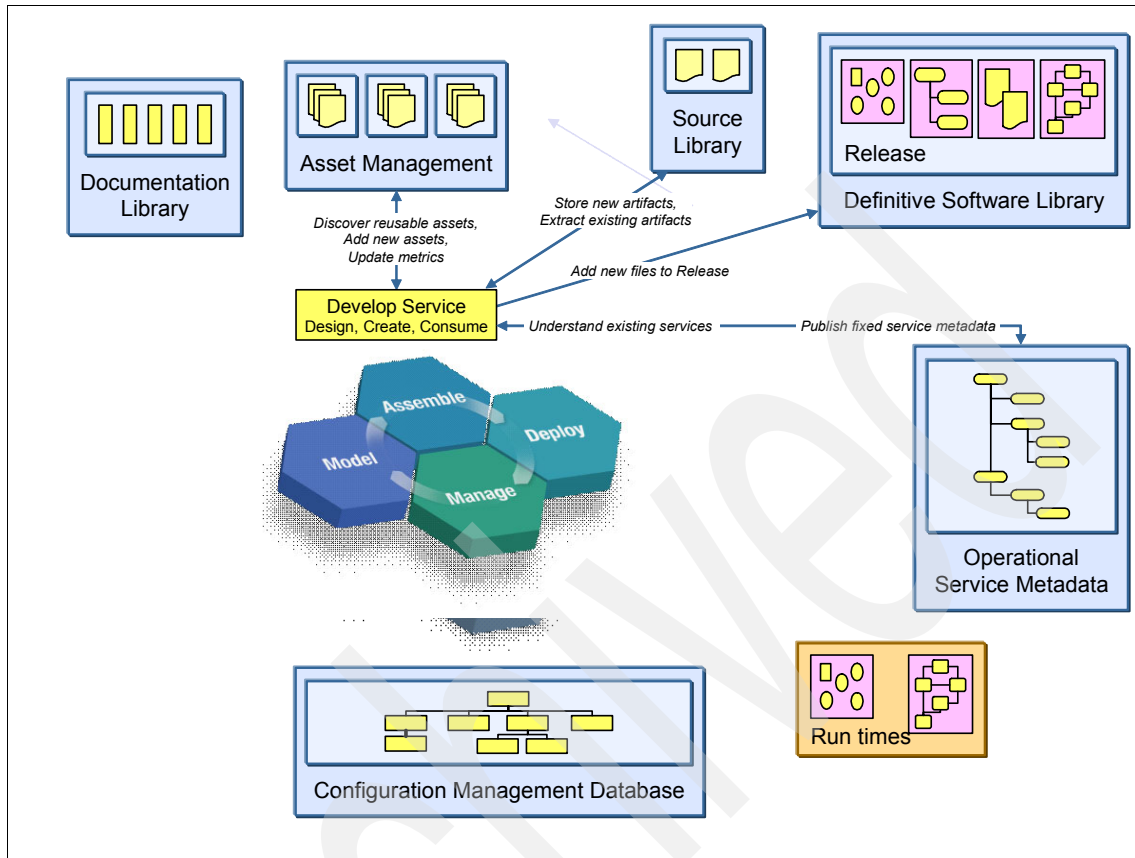 Documentation
Library
Asset Management
Source
Library
Release
Definitive Software Library
Discover reusable assets,
Add new assets,
Update metrics
Store new artifacts,
Extract existing artifacts
Add new files to Release
Develop Service
Design, Create, Consume
Understand existing services
Publish fixed service metadata
Assemble
Deploy
Model
Manage
Operational
Service Metadata
Run times
Configuration Management Database